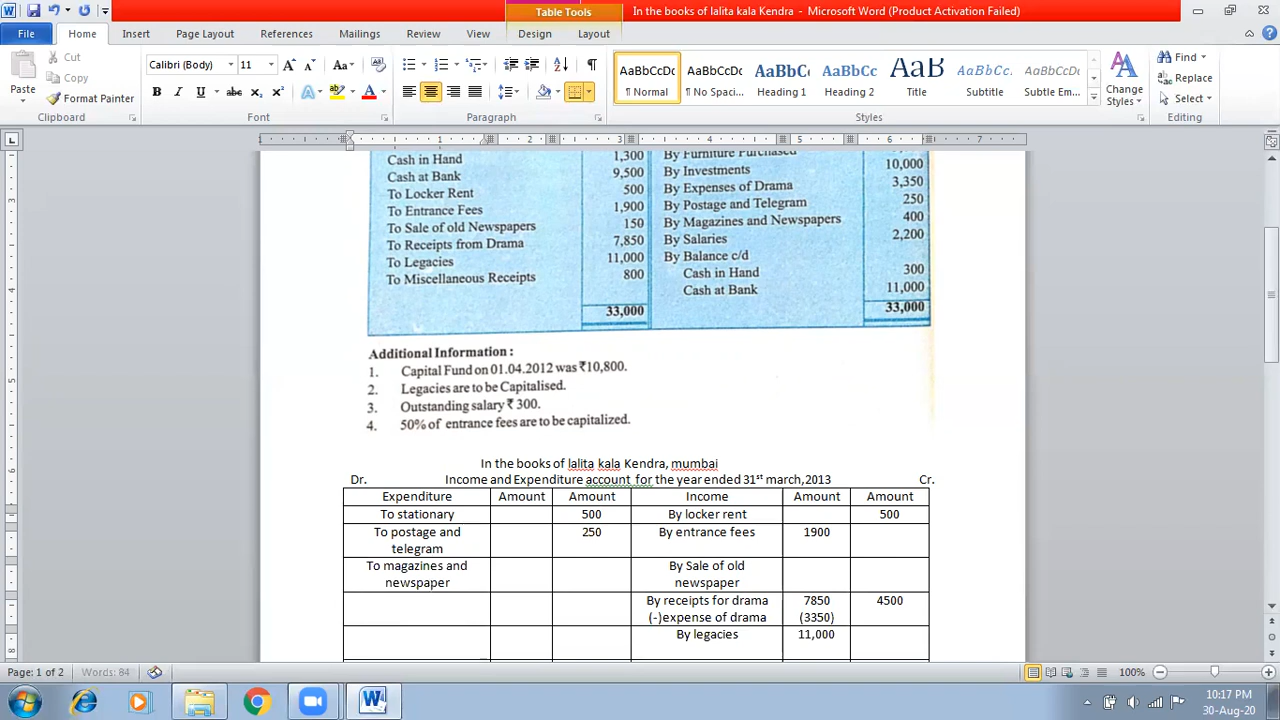 Table Tools
In the books of lalita kala Kendra - Microsoft Word (Product Activation Failed)
File Home Insert Page Layout References Mailings Review View Design Layout
Cut
Copy
Format Painter
Paste
Clipboard
Calibri (Body) 11
Font
Paragraph
AaBbCcDc AaBbCcDc AaBbCc AaBbCc AaB AaBbCcDc AaBbCcDc
¶ Normal ¶ No Spaci... Heading 1 Heading 2 Title Subtitle Subtle Em...
Styles
Change Styles
Find
Replace
Select
Editing
Cash in Hand 1,300 By Furniture Purchased
Cash at Bank 9,500 By Investments 10,000
To Locker Rent 500 By Expenses of Drama 3,350
To Entrance Fees 1,900 By Postage and Telegram 250
To Sale of old Newspapers 150 By Magazines and Newspapers 400
To Receipts from Drama 7,850 By Salaries 2,200
To Legacies 11,000 By Balance c/d
To Miscellaneous Receipts 800 Cash in Hand 300
Cash at Bank 11,000
33,000 33,000
Additional Information :
1. Capital Fund on 01.04.2012 was ₹10,800.
2. Legacies are to be Capitalised.
3. Outstanding salary ₹ 300.
4. 50% of entrance fees are to be capitalized.
In the books of lalita kala Kendra, mumbai
Dr. Income and Expenditure account for the year ended 31st march,2013 Cr.
Expenditure Amount Amount Income Amount Amount
To stationary 500 By locker rent 500
To postage and telegram 250 By entrance fees 1900
To magazines and newspaper By Sale of old newspaper
By receipts for drama 7850 4500
(-)expense of drama (3350)
By legacies 11,000
Page: 1 of 2 Words: 84 100%
10:17 PM
30-Aug-20